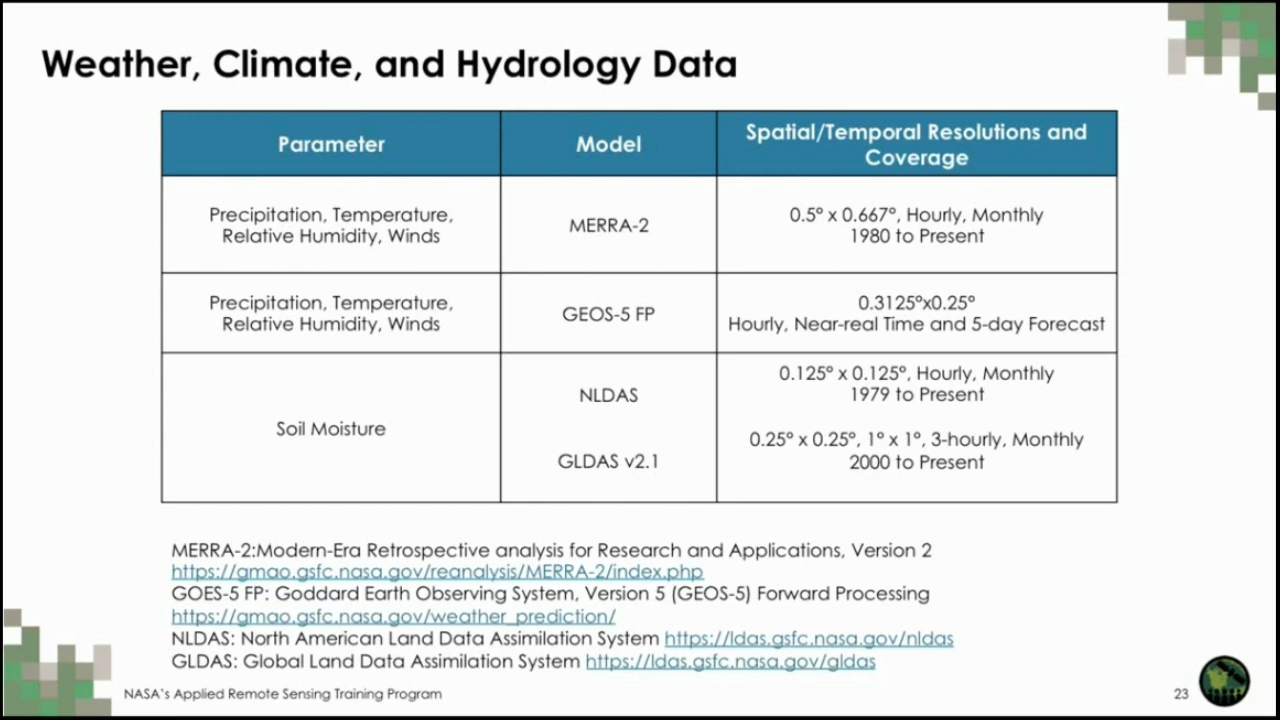 Weather, Climate, and Hydrology Data
Parameter
Model
Spatial/Temporal Resolutions and
Coverage
Precipitation, Temperature,
Relative Humidity, Winds
MERRA-2
0.5° x 0.667°, Hourly, Monthly
1980 to Present
Precipitation, Temperature,
Relative Humidity, Winds
GEOS-5 FP
0.3125°x0.25°
Hourly, Near-real Time and 5-day Forecast
Soil Moisture
NLDAS
0.125° x 0.125°, Hourly, Monthly
1979 to Present
GLDAS v2.1
0.25° x 0.25°, 1° x 1°, 3-hourly, Monthly
2000 to Present
MERRA-2:Modern-Era Retrospective analysis for Research and Applications, Version 2
https://gmao.gsfc.nasa.gov/reanalysis/MERRA-2/index.php
GOES-5 FP: Goddard Earth Observing System, Version 5 (GEOS-5) Forward Processing
https://gmao.gsfc.nasa.gov/weather_prediction/
NLDAS: North American Land Data Assimilation System https://ldas.gsfc.nasa.gov/nldas
GLDAS: Global Land Data Assimilation System https://ldas.gsfc.nasa.gov/gldas
NASA's Applied Remote Sensing Training Program
23